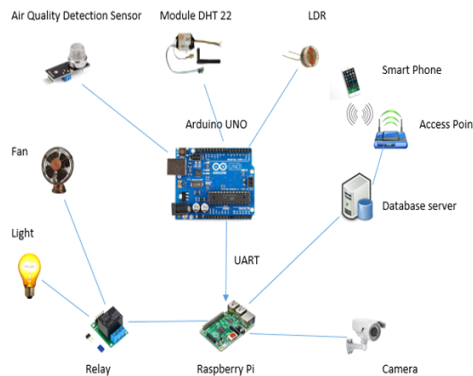 Air Quality Detection Sensor
Module DHT 22
LDR
Smart Phone
Arduino UNO
Access Poin
Fan
Database server
Light
UART
Relay
Raspberry Pi
Camera